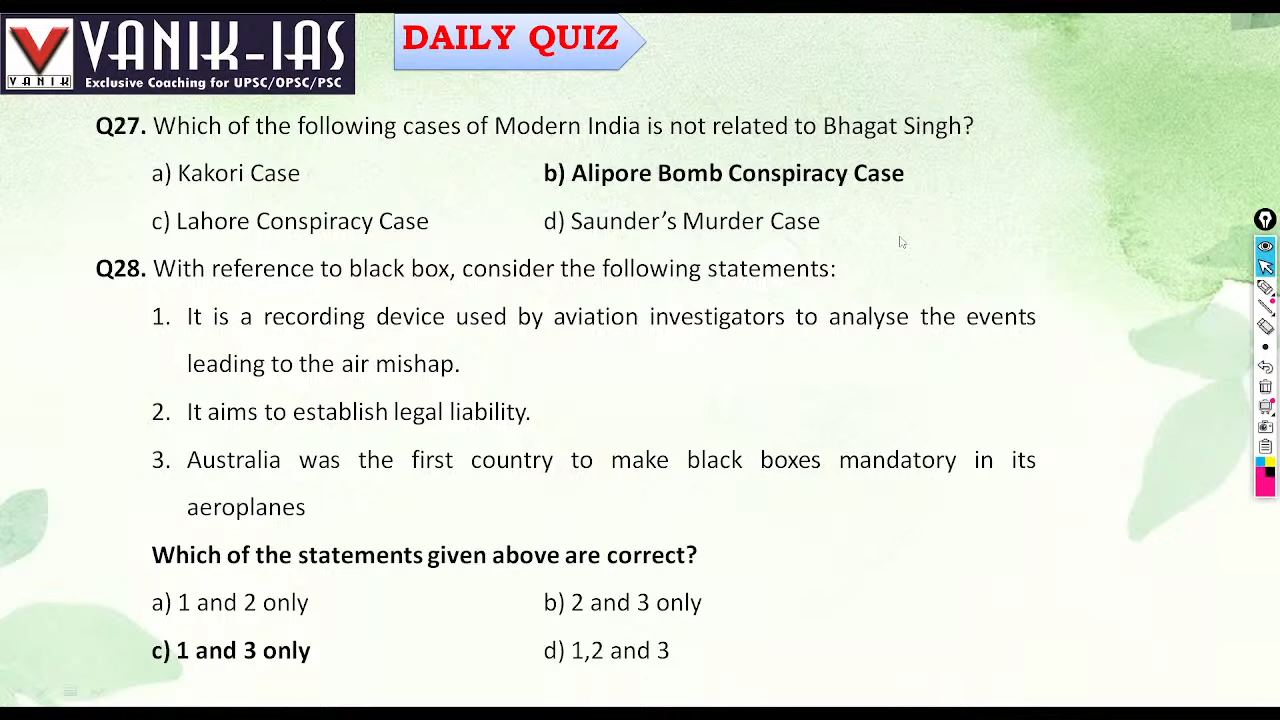 VANIK-IAS
VANIK
Exclusive Coaching for UPSC/OPSC/PSC
DAILY QUIZ
Q27. Which of the following cases of Modern India is not related to Bhagat Singh?
a) Kakori Case b) Alipore Bomb Conspiracy Case
c) Lahore Conspiracy Case d) Saunder’s Murder Case
Q28. With reference to black box, consider the following statements:
1. It is a recording device used by aviation investigators to analyse the events
leading to the air mishap.
2. It aims to establish legal liability.
3. Australia was the first country to make black boxes mandatory in its
aeroplanes
Which of the statements given above are correct?
a) 1 and 2 only b) 2 and 3 only
c) 1 and 3 only d) 1,2 and 3